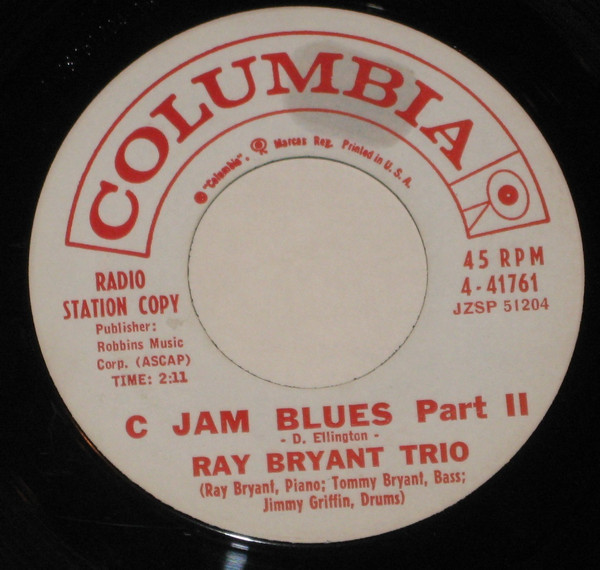 COLUMBIA
® "Columbia", Marcas Reg. Printed in U.S.A.
RADIO
STATION COPY
Publisher:
Robbins Music
Corp. (ASCAP)
TIME: 2:11
45 RPM
4-41761
JZSP 51204
C JAM BLUES Part II
- D. Ellington -
RAY BRYANT TRIO
(Ray Bryant, Piano; Tommy Bryant, Bass;
Jimmy Griffin, Drums)